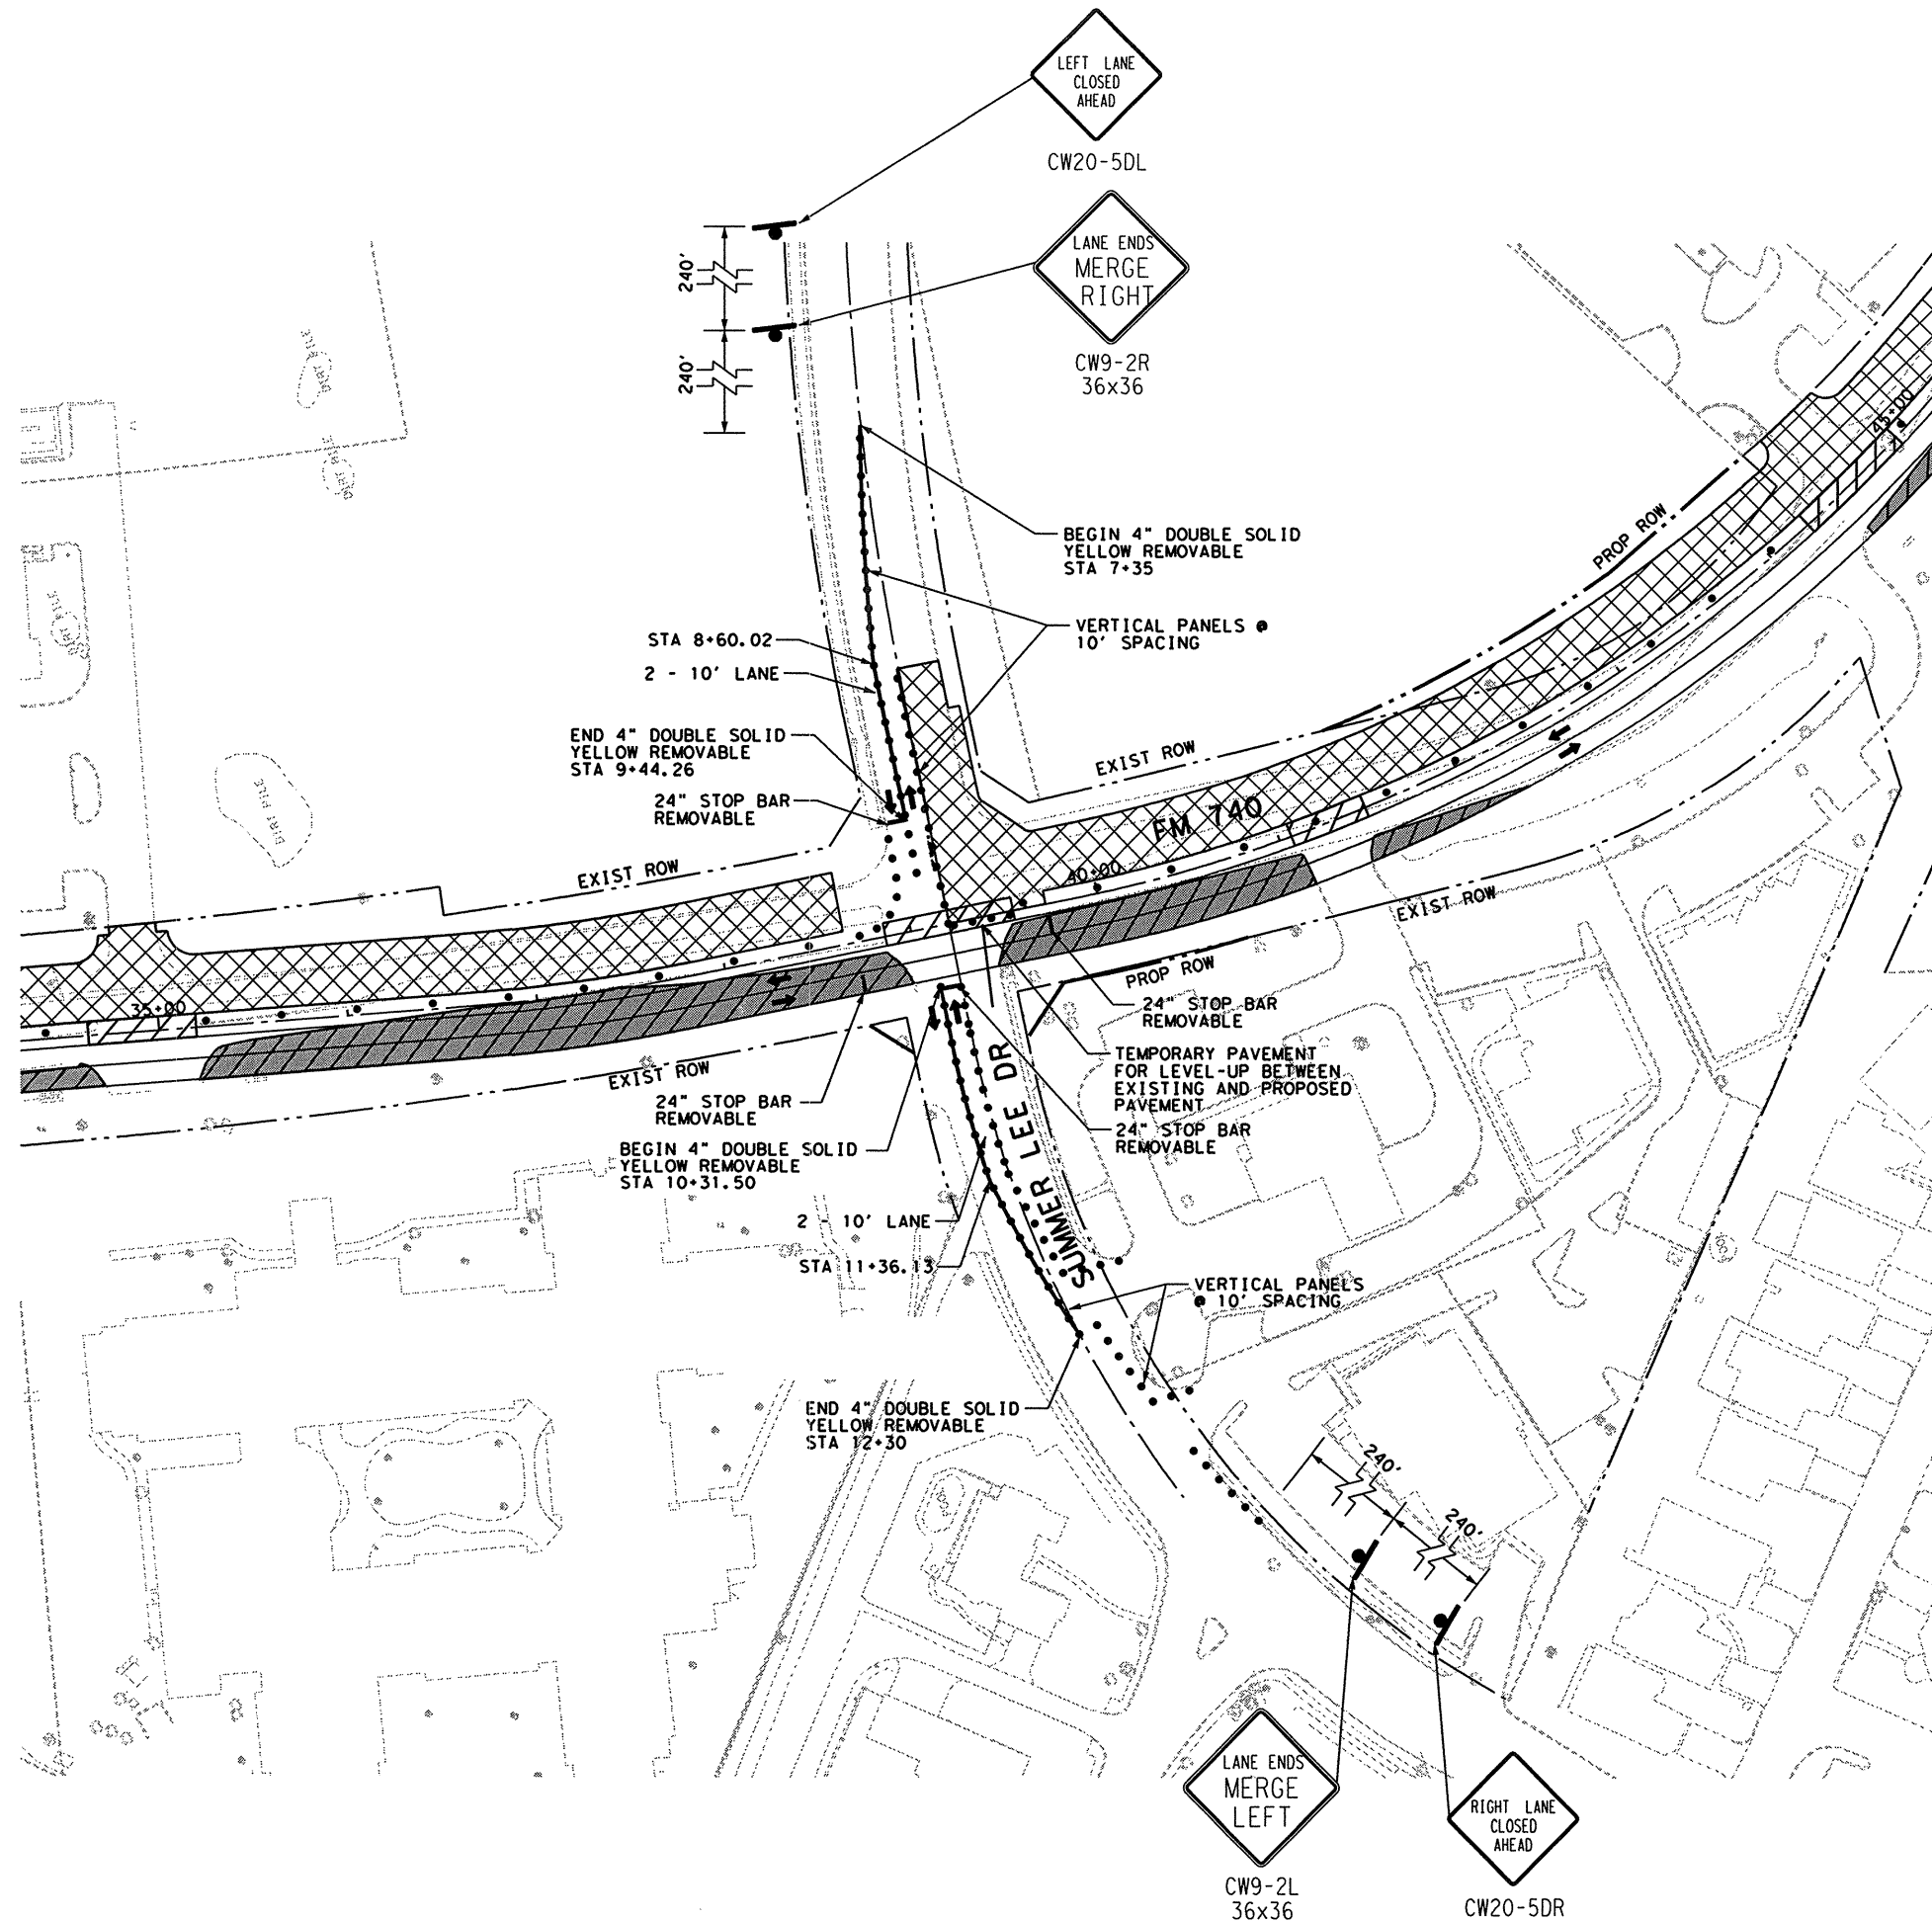 LEFT LANE
CLOSED
AHEAD
CW20-5DL
LANE ENDS
MERGE
RIGHT
CW9-2R
36x36
240'
240'
BEGIN 4" DOUBLE SOLID
YELLOW REMOVABLE
STA 7+35
VERTICAL PANELS @
10' SPACING
STA 8+60.02
2 - 10' LANE
END 4" DOUBLE SOLID
YELLOW REMOVABLE
STA 9+44.26
24" STOP BAR
REMOVABLE
PROP ROW
45+00
EXIST ROW
FM 740
40+00
EXIST ROW
DIRT PILE
EXIST ROW
35+00
PROP ROW
24" STOP BAR
REMOVABLE
TEMPORARY PAVEMENT
FOR LEVEL-UP BETWEEN
EXISTING AND PROPOSED
PAVEMENT
24" STOP BAR
REMOVABLE
EXIST ROW
24" STOP BAR
REMOVABLE
BEGIN 4" DOUBLE SOLID
YELLOW REMOVABLE
STA 10+31.50
SUMMER LEE DR
2 - 10' LANE
STA 11+36.13
VERTICAL PANELS
@ 10' SPACING
END 4" DOUBLE SOLID
YELLOW REMOVABLE
STA 12+30
240'
240'
LANE ENDS
MERGE
LEFT
CW9-2L
36x36
RIGHT LANE
CLOSED
AHEAD
CW20-5DR